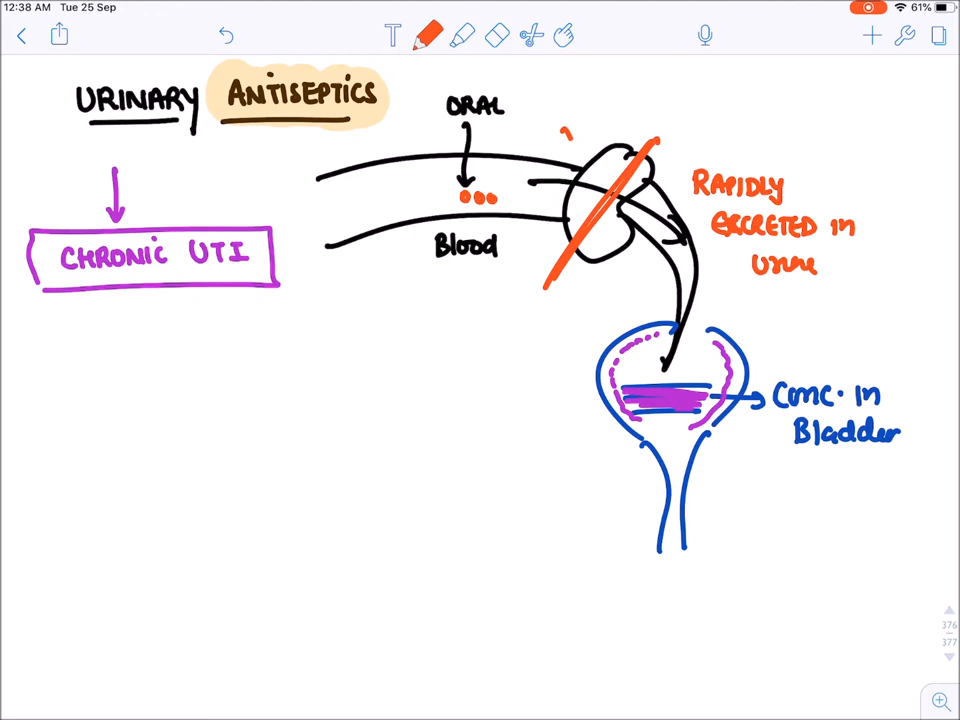 12:38 AM Tue 25 Sep
61%
T
URINARY ANTISEPTICS
ORAL
RAPIDLY
EXCRETED in
Urine
Blood
CHRONIC UTI
Conc. in
Bladder
376
377